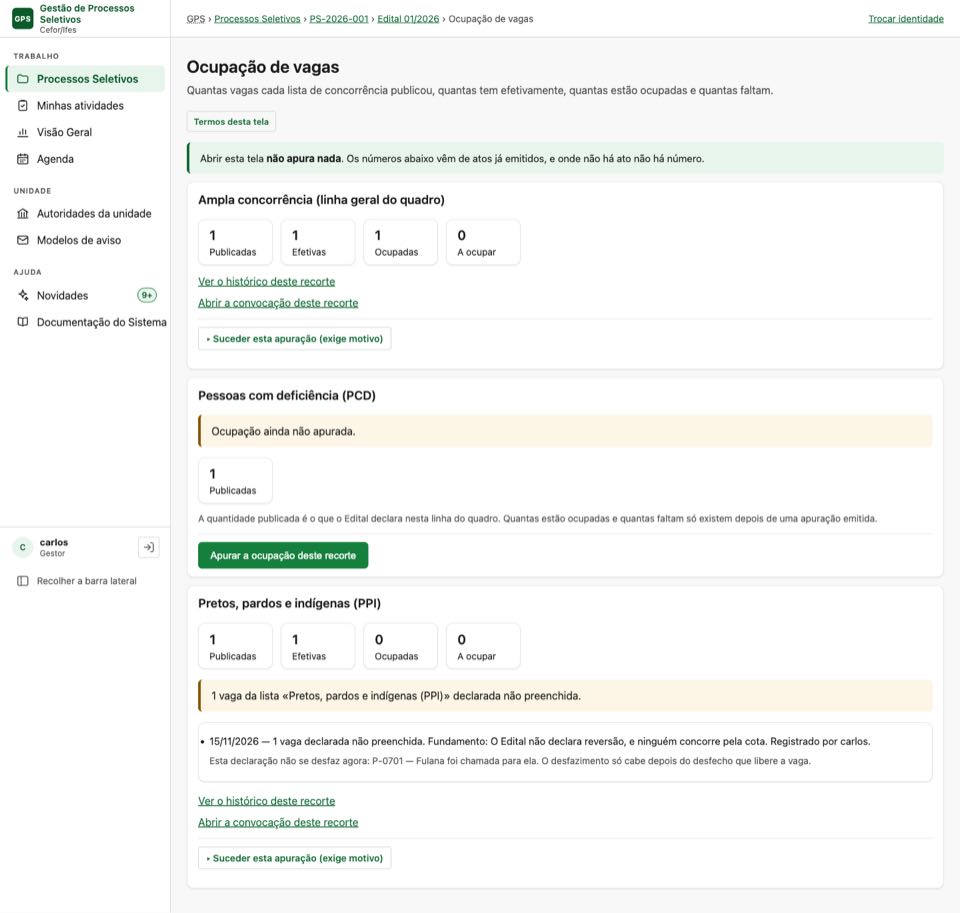 GPS
Gestão de Processos
Seletivos
Cefor/Ifes
GPS › Processos Seletivos › PS-2026-001 › Edital 01/2026 › Ocupação de vagas
Trocar identidade
TRABALHO
Processos Seletivos
Minhas atividades
Visão Geral
Agenda
UNIDADE
Autoridades da unidade
Modelos de aviso
AJUDA
Novidades 9+
Documentação do Sistema
C
carlos
Gestor
Recolher a barra lateral
Ocupação de vagas
Quantas vagas cada lista de concorrência publicou, quantas tem efetivamente, quantas estão ocupadas e quantas faltam.
Termos desta tela
Abrir esta tela não apura nada. Os números abaixo vêm de atos já emitidos, e onde não há ato não há número.
Ampla concorrência (linha geral do quadro)
1 1 1 0
Publicadas Efetivas Ocupadas A ocupar
Ver o histórico deste recorte
Abrir a convocação deste recorte
▸ Suceder esta apuração (exige motivo)
Pessoas com deficiência (PCD)
Ocupação ainda não apurada.
1
Publicadas
A quantidade publicada é o que o Edital declara nesta linha do quadro. Quantas estão ocupadas e quantas faltam só existem depois de uma apuração emitida.
Apurar a ocupação deste recorte
Pretos, pardos e indígenas (PPI)
1 1 0 0
Publicadas Efetivas Ocupadas A ocupar
1 vaga da lista «Pretos, pardos e indígenas (PPI)» declarada não preenchida.
• 15/11/2026 — 1 vaga declarada não preenchida. Fundamento: O Edital não declara reversão, e ninguém concorre pela cota. Registrado por carlos.
Esta declaração não se desfaz agora: P-0701 — Fulana foi chamada para ela. O desfazimento só cabe depois do desfecho que libere a vaga.
Ver o histórico deste recorte
Abrir a convocação deste recorte
▸ Suceder esta apuração (exige motivo)